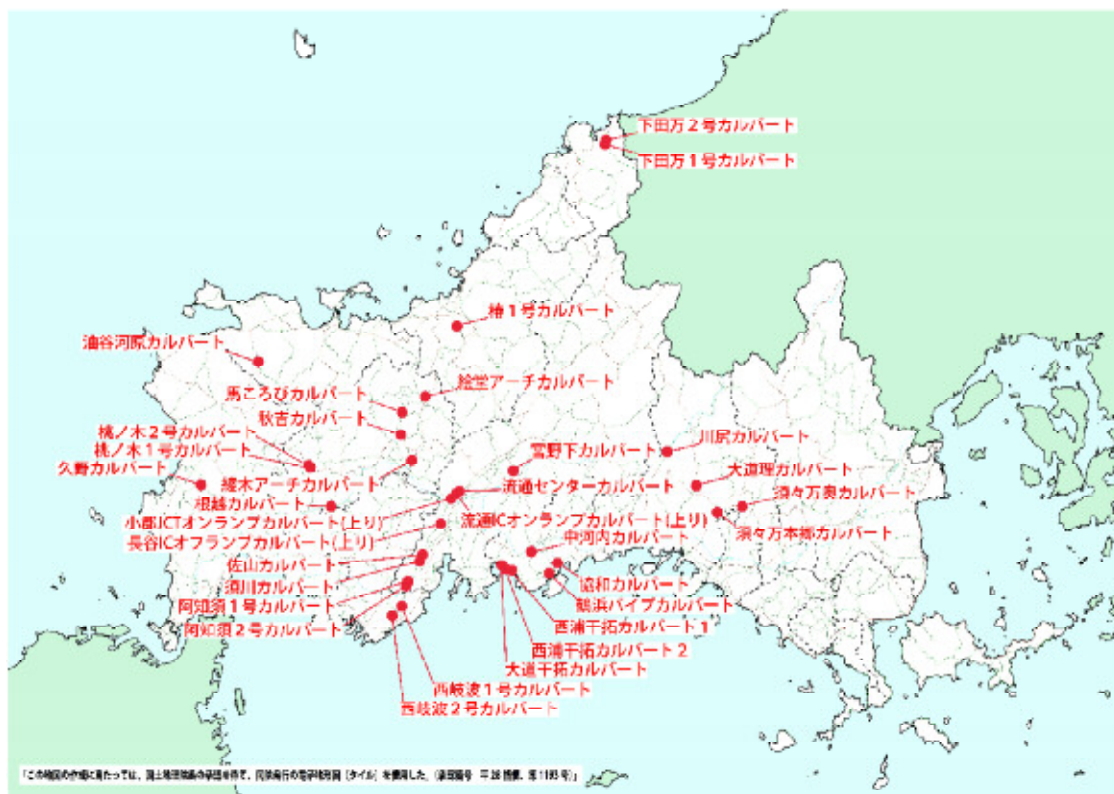 下田万２号カルバート
下田万１号カルバート
椿１号カルバート
油谷河原カルバート
絵堂アーチカルバート
馬ころびカルバート
秋吉カルバート
桃ノ木２号カルバート
桃ノ木１号カルバート
久野カルバート
宮野下カルバート
川尻カルバート
大道理カルバート
須々万奥カルバート
須々万本郷カルバート
根越カルバート
流通センターカルバート
小郡JCTオンランプカルバート(上り)
流通ICオンランプカルバート(上り)
長谷ICオフランプカルバート(上り)
中河内カルバート
佐山カルバート
須川カルバート
協和カルバート
鶴浜パイプカルバート
阿知須１号カルバート
阿知須２号カルバート
西浦干拓カルバート１
西浦干拓カルバート２
大道干拓カルバート
西岐波１号カルバート
西岐波２号カルバート